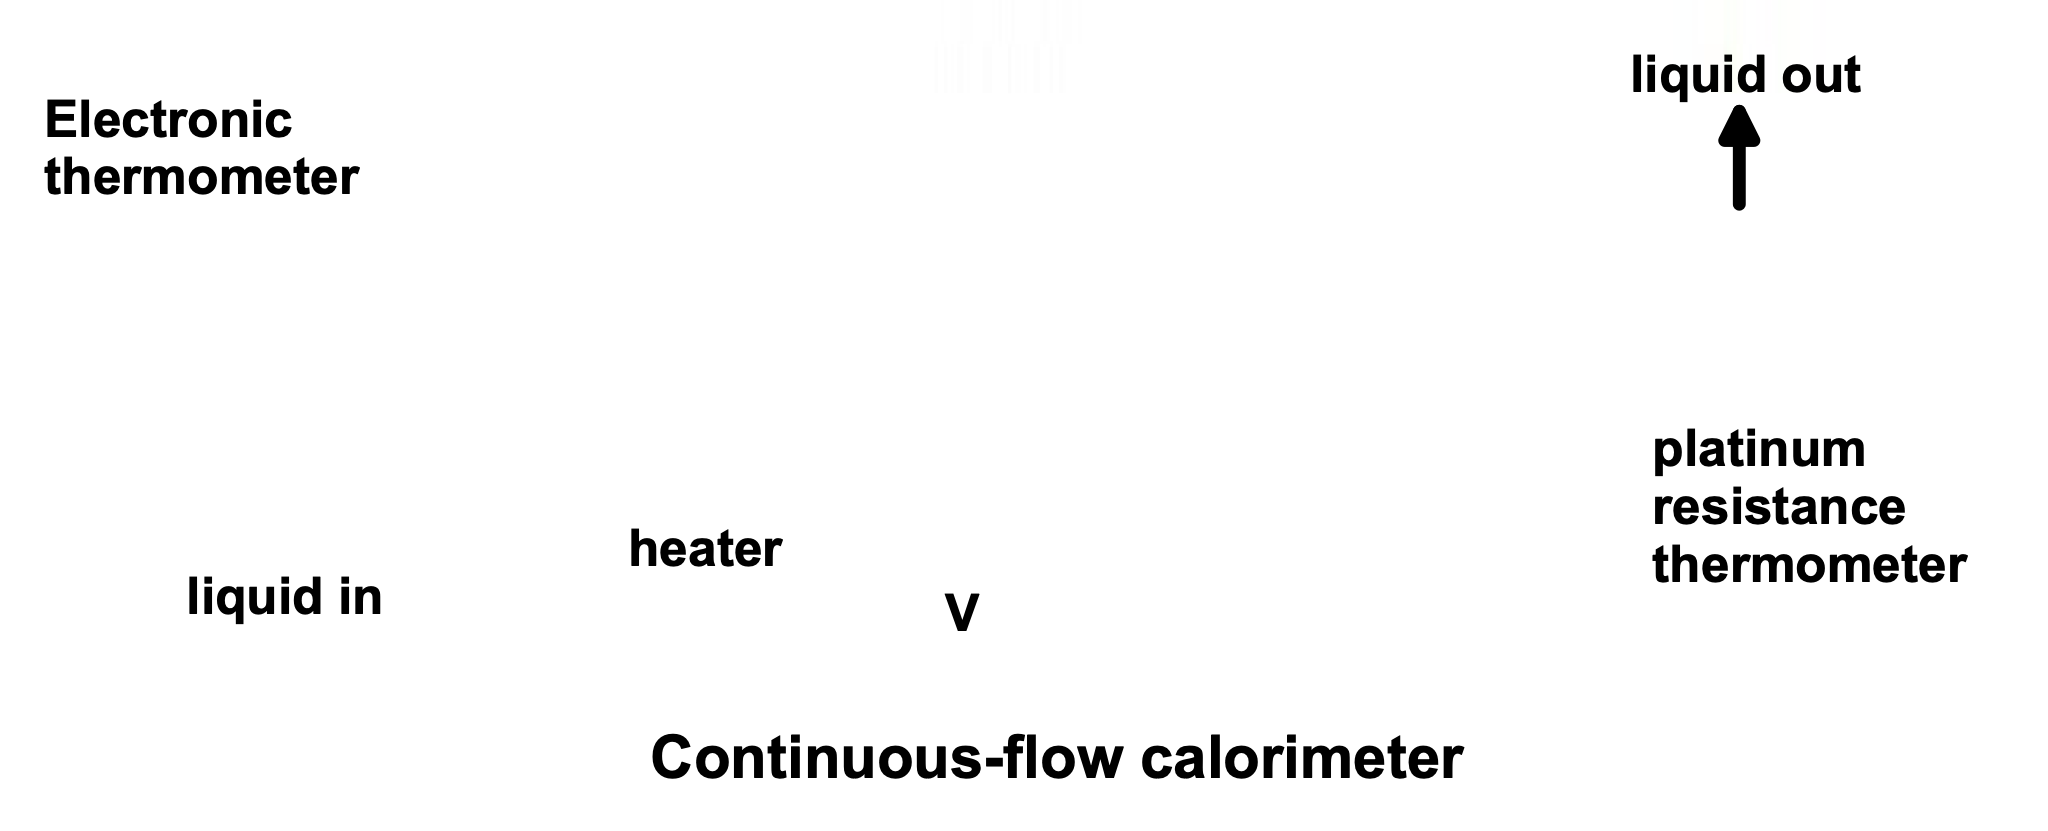 liquid out
Electronic
thermometer
platinum
resistance
thermometer
heater
liquid in
V
Continuous-flow calorimeter